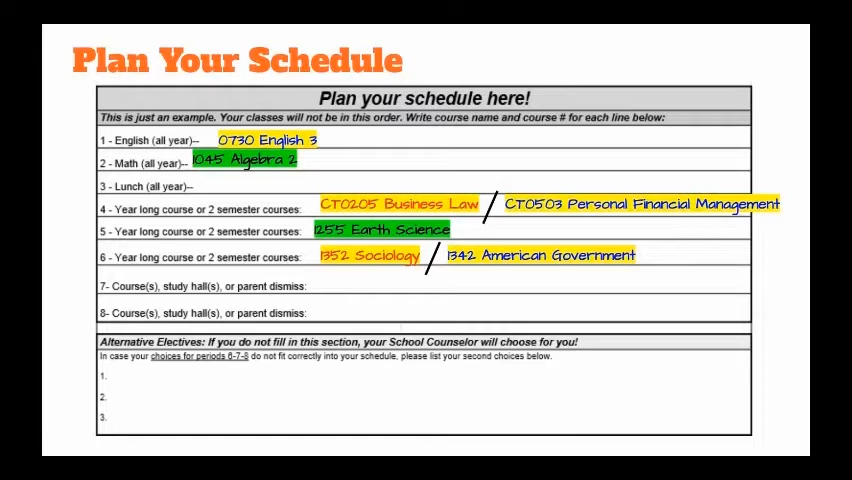 Plan Your Schedule
Plan your schedule here!
This is just an example. Your classes will not be in this order. Write course name and course # for each line below:
1 - English (all year)-- 0730 English 3
2 - Math (all year)-- 1045 Algebra 2
3 - Lunch (all year)--
4 - Year long course or 2 semester courses: CT0205 Business Law / CT0503 Personal Financial Management
5 - Year long course or 2 semester courses: 1255 Earth Science
6 - Year long course or 2 semester courses: 1352 Sociology / 1342 American Government
7- Course(s), study hall(s), or parent dismiss:
8- Course(s), study hall(s), or parent dismiss:
Alternative Electives: If you do not fill in this section, your School Counselor will choose for you!
In case your choices for periods 6-7-8 do not fit correctly into your schedule, please list your second choices below.
1.
2.
3.